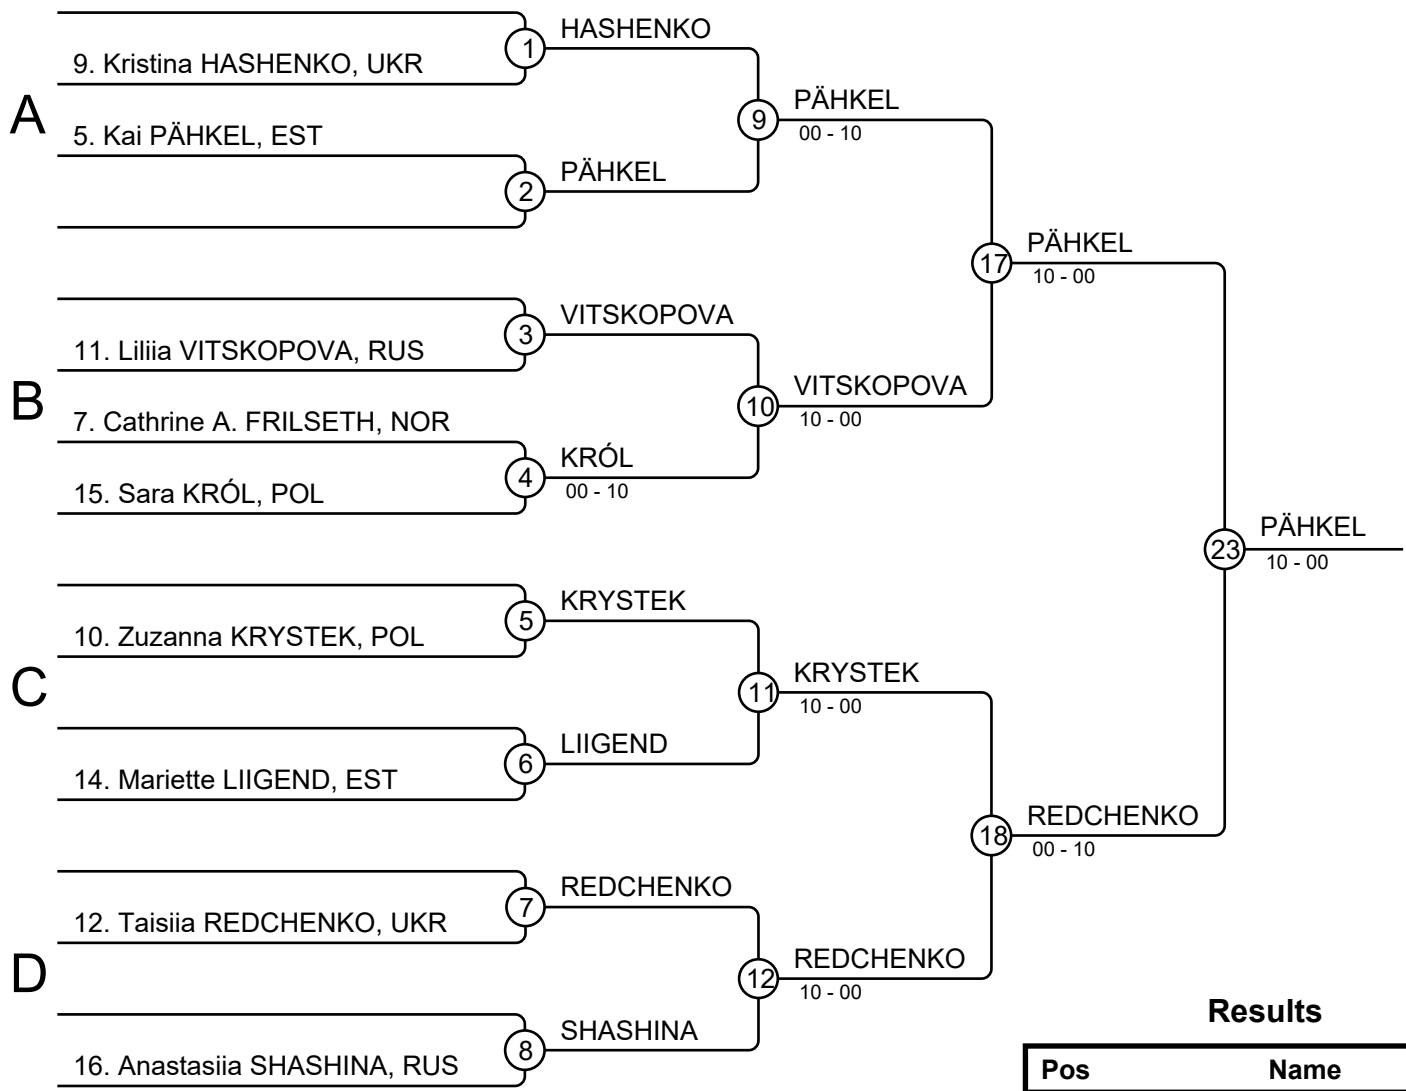 A
9. Kristina HASHENKO, UKR
1
HASHENKO
5. Kai PÄHKEL, EST
2
PÄHKEL
9
PÄHKEL
00 - 10
B
3
VITSKOPOVA
11. Liliia VITSKOPOVA, RUS
7. Cathrine A. FRILSETH, NOR
4
KRÓL
00 - 10
15. Sara KRÓL, POL
10
VITSKOPOVA
10 - 00
17
PÄHKEL
10 - 00
C
5
KRYSTEK
10. Zuzanna KRYSTEK, POL
6
LIIGEND
14. Mariette LIIGEND, EST
11
KRYSTEK
10 - 00
D
7
REDCHENKO
12. Taisiia REDCHENKO, UKR
8
SHASHINA
16. Anastasiia SHASHINA, RUS
12
REDCHENKO
10 - 00
18
REDCHENKO
00 - 10
23
PÄHKEL
10 - 00
Results
Pos Name